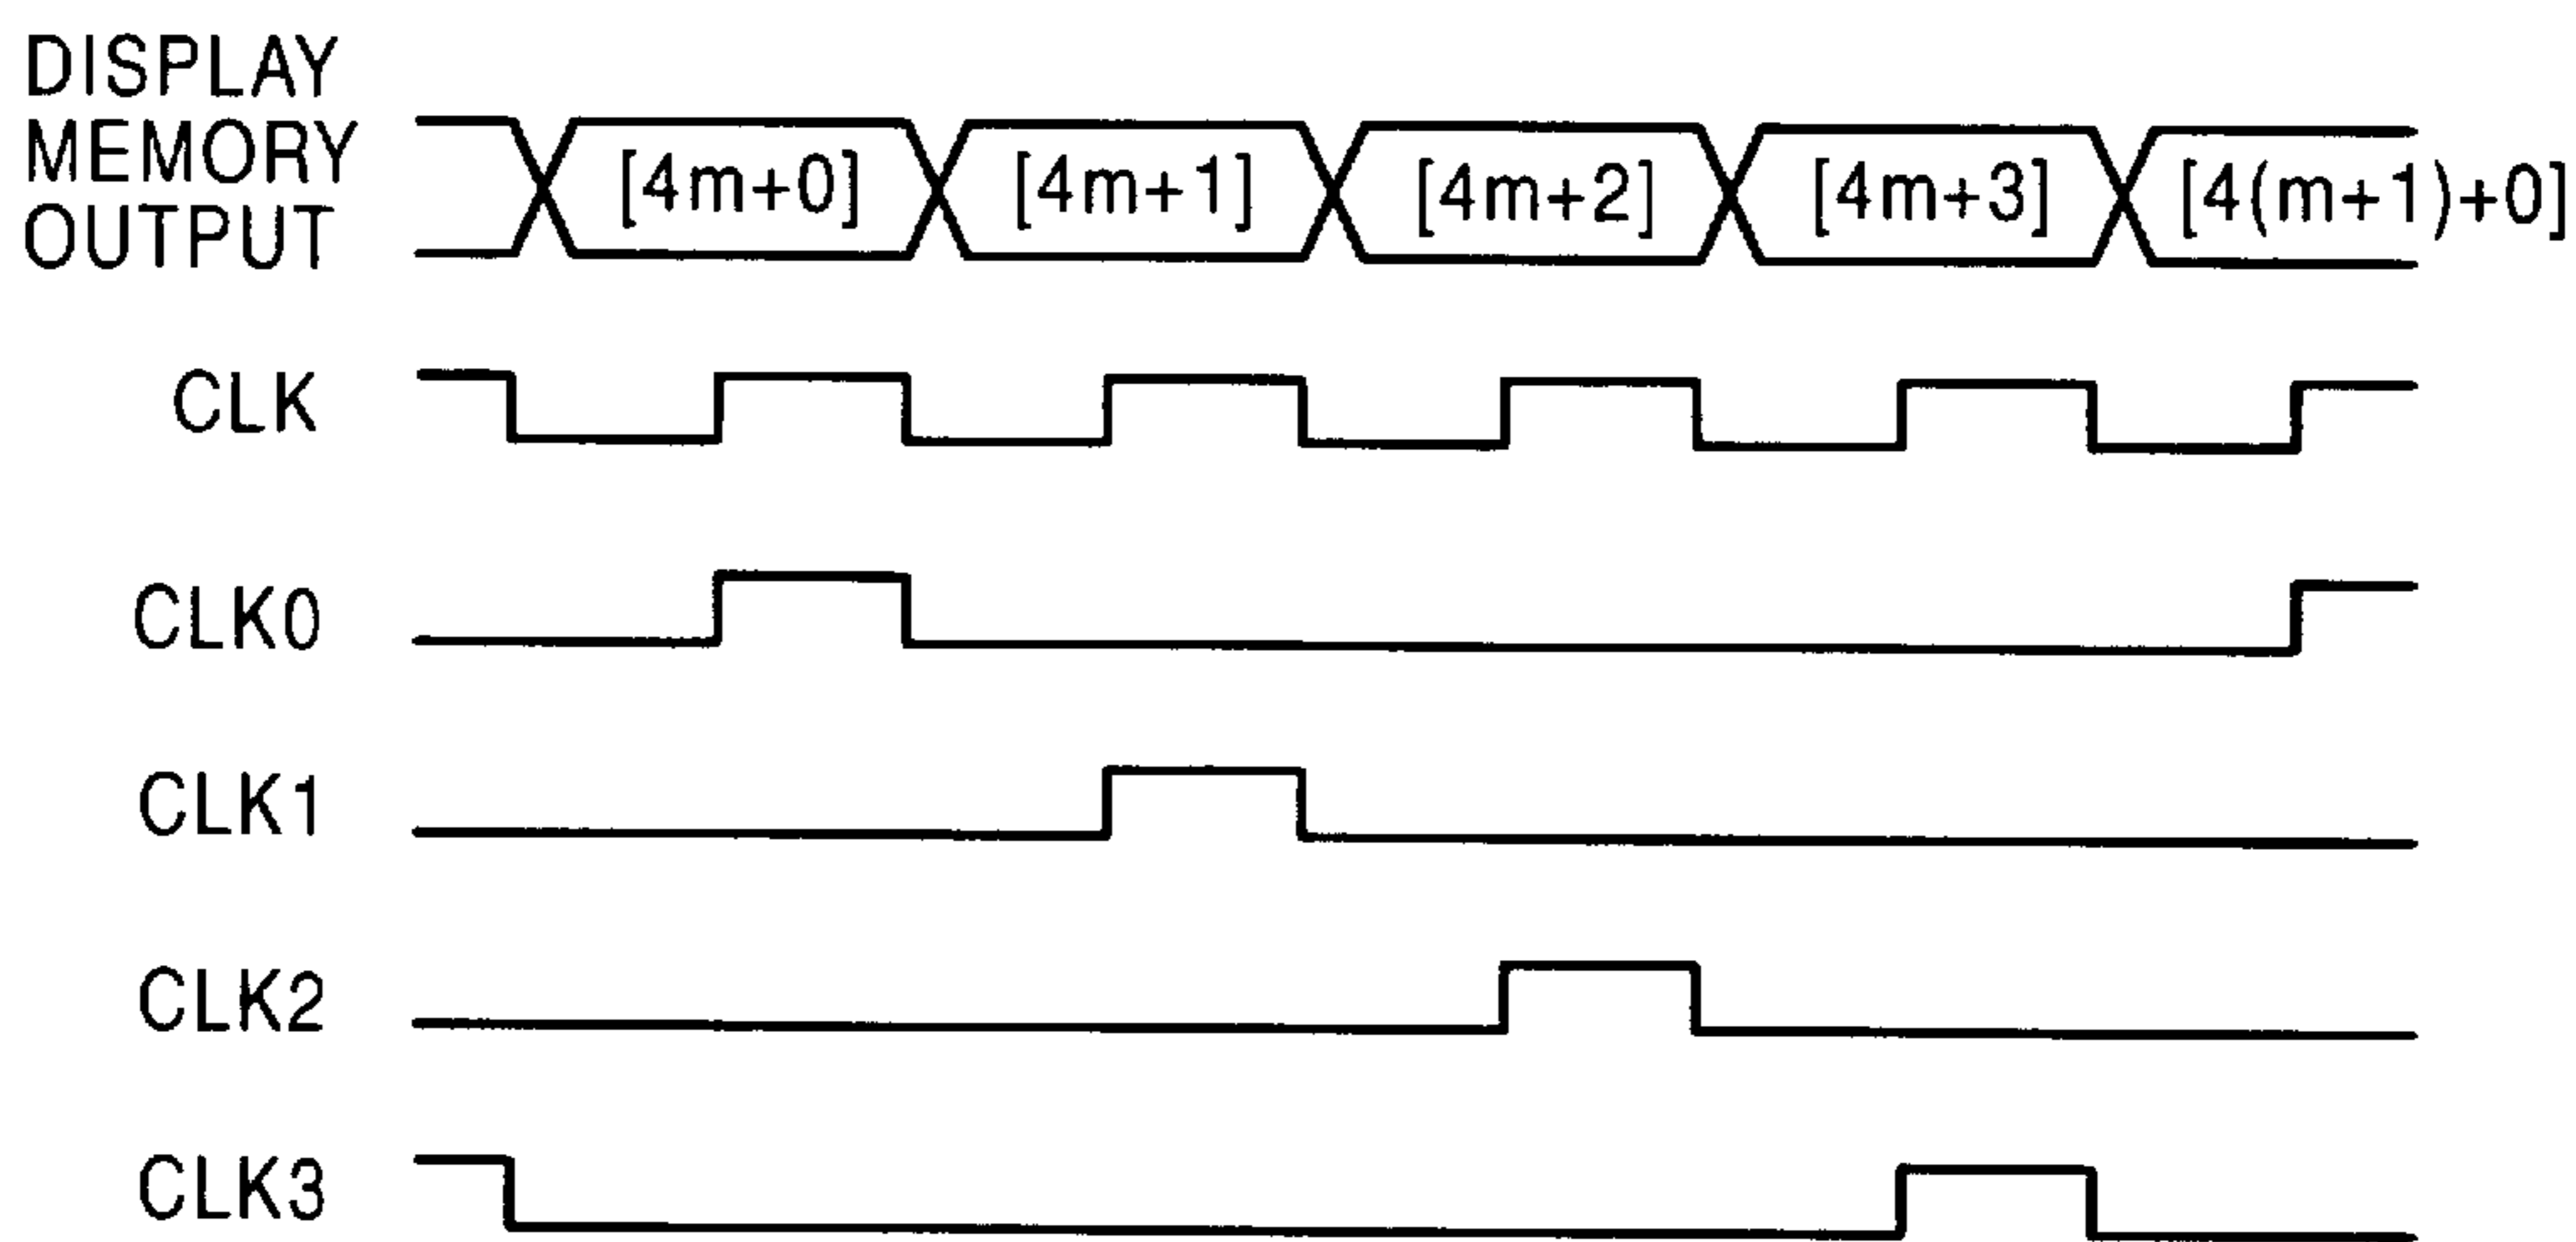 DISPLAY
MEMORY
OUTPUT
[4m+0] [4m+1] [4m+2] [4m+3] [4(m+1)+0]
CLK
CLK0
CLK1
CLK2
CLK3